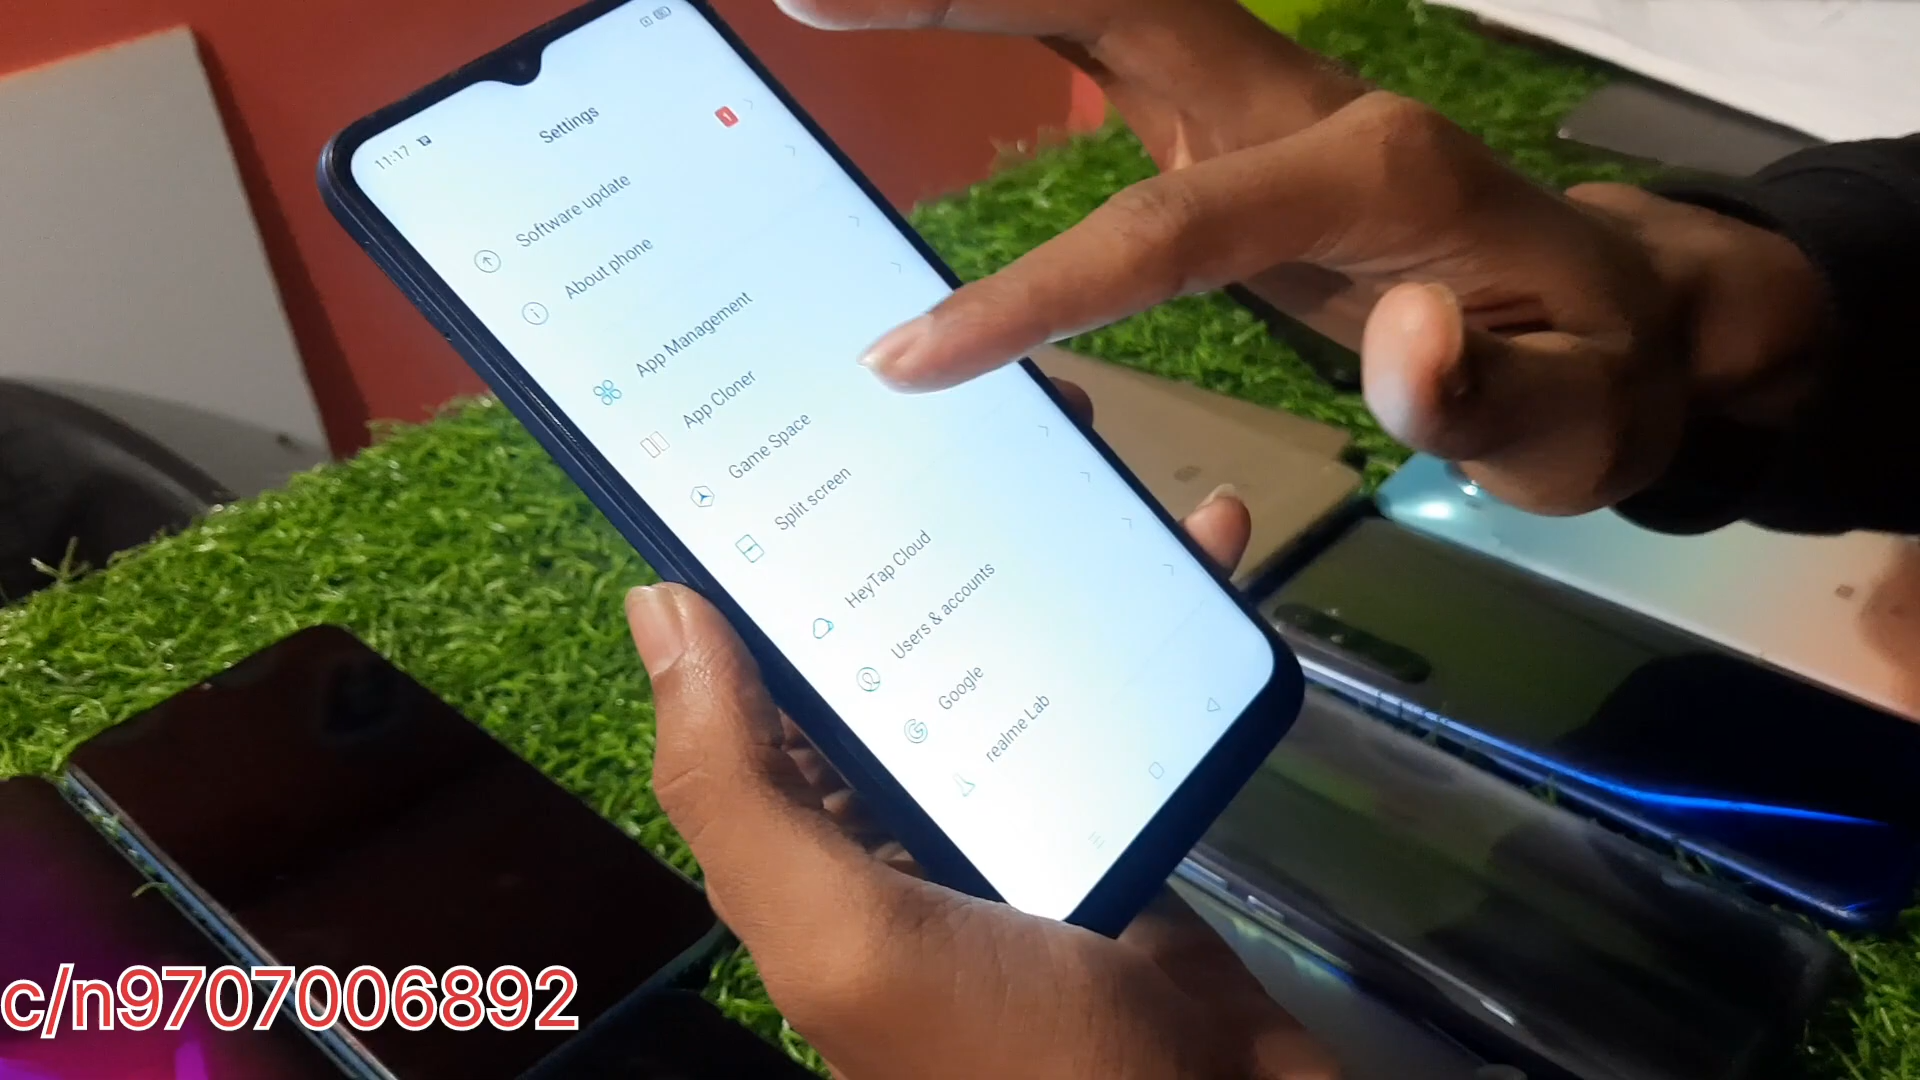 11:17
Settings
Software update
1
About phone
App Management
App Cloner
Game Space
Split screen
HeyTap Cloud
Users & accounts
Google
realme Lab
c/n9707006892